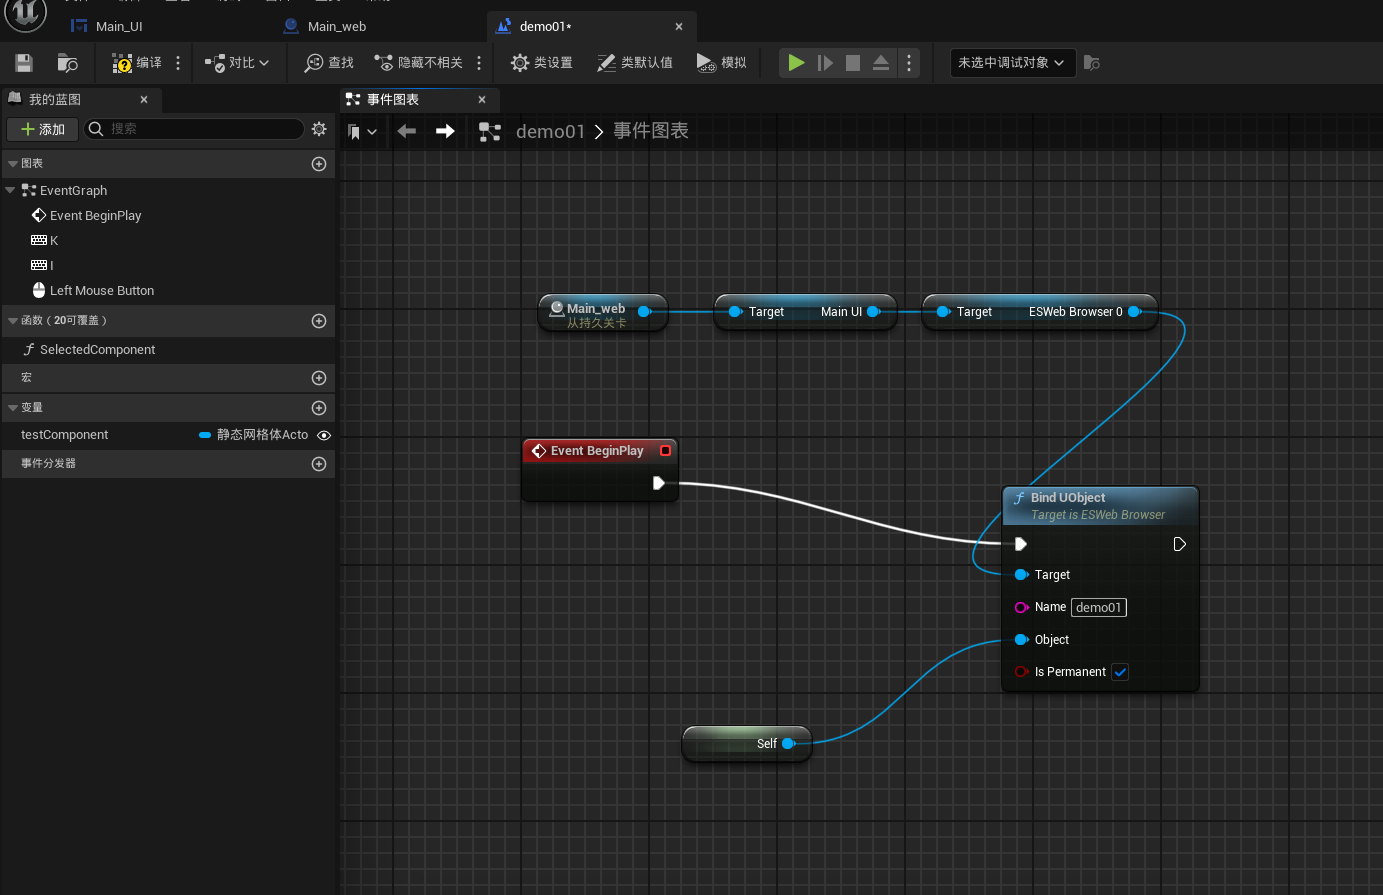 Main_UI
Main_web
demo01*
编译
对比
查找
隐藏不相关
类设置
类默认值
模拟
未选中调试对象
我的蓝图
事件图表
添加
搜索
demo01 > 事件图表
图表
EventGraph
Event BeginPlay
K
I
Left Mouse Button
函数（20可覆盖）
SelectedComponent
宏
变量
testComponent 静态网格体Acto
事件分发器
Main_web
从持久关卡
Target Main UI
Target ESWeb Browser 0
Event BeginPlay
Bind UObject
Target is ESWeb Browser
Target
Name demo01
Object
Is Permanent
Self